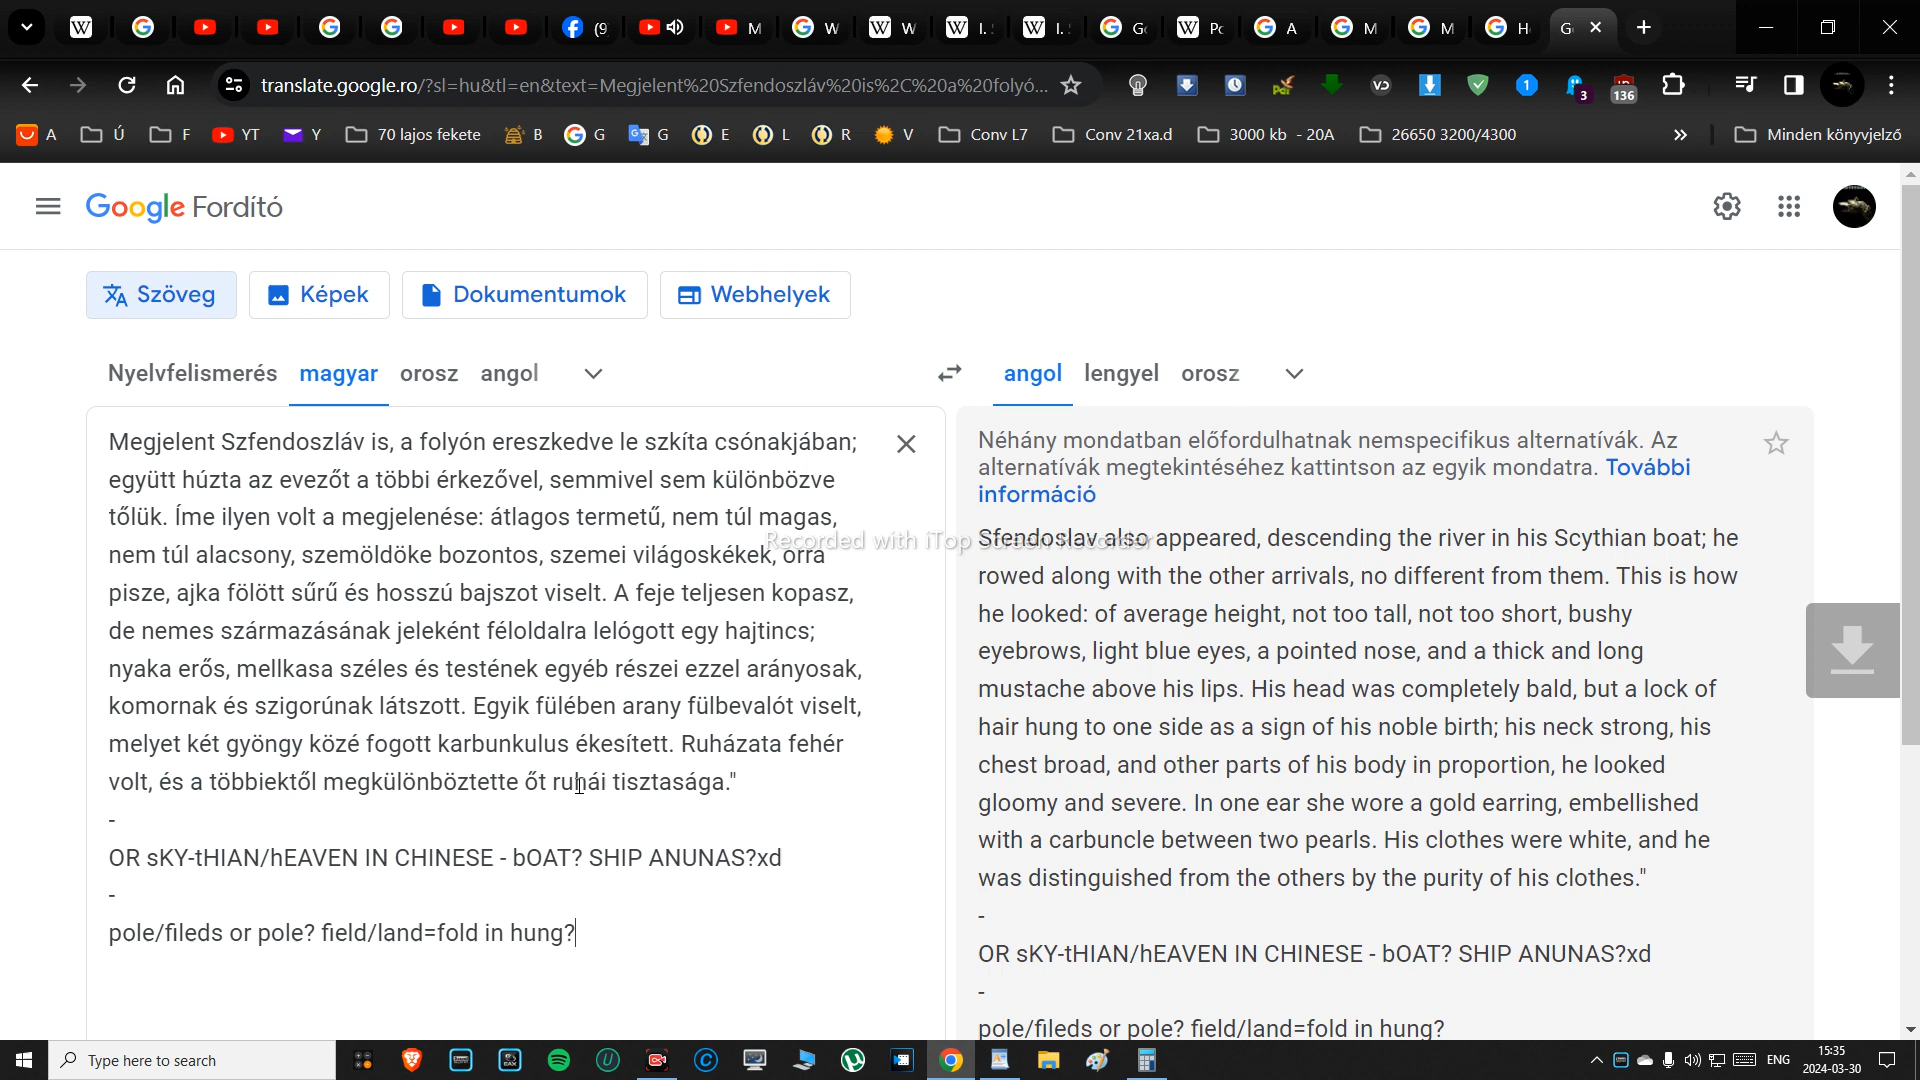 (9
M
W
W
I. :
I. :
G
Pc
A
M
M
H
G
translate.google.ro/?sl=hu&tl=en&text=Megjelent%20Szfendoszláv%20is%2C%20a%20folyó...
1
3
136
A
Ú
F
YT
Y
70 lajos fekete
B
G
G
E
L
R
V
Conv L7
Conv 21xa.d
3000 kb - 20A
26650 3200/4300
»
Minden könyvjelző
Google Fordító
Szöveg
Képek
Dokumentumok
Webhelyek
Nyelvfelismerés
magyar
orosz
angol
angol
lengyel
orosz
Megjelent Szfendoszláv is, a folyón ereszkedve le szkíta csónakjában;
együtt húzta az evezőt a többi érkezővel, semmivel sem különbözve
tőlük. Íme ilyen volt a megjelenése: átlagos termetű, nem túl magas,
nem túl alacsony, szemöldöke bozontos, szemei világoskékek, orra
pisze, ajka fölött sűrű és hosszú bajszot viselt. A feje teljesen kopasz,
de nemes származásának jeleként féloldalra lelógott egy hajtincs;
nyaka erős, mellkasa széles és testének egyéb részei ezzel arányosak,
komornak és szigorúnak látszott. Egyik fülében arany fülbevalót viselt,
melyet két gyöngy közé fogott karbunkulus ékesített. Ruházata fehér
volt, és a többiektől megkülönböztette őt ruhái tisztasága."
-
OR sKY-tHIAN/hEAVEN IN CHINESE - bOAT? SHIP ANUNAS?xd
-
pole/fileds or pole? field/land=fold in hung?
Néhány mondatban előfordulhatnak nemspecifikus alternatívák. Az
alternatívák megtekintéséhez kattintson az egyik mondatra. További
információ
Sfendoslav also appeared, descending the river in his Scythian boat; he
rowed along with the other arrivals, no different from them. This is how
he looked: of average height, not too tall, not too short, bushy
eyebrows, light blue eyes, a pointed nose, and a thick and long
mustache above his lips. His head was completely bald, but a lock of
hair hung to one side as a sign of his noble birth; his neck strong, his
chest broad, and other parts of his body in proportion, he looked
gloomy and severe. In one ear she wore a gold earring, embellished
with a carbuncle between two pearls. His clothes were white, and he
was distinguished from the others by the purity of his clothes."
-
OR sKY-tHIAN/hEAVEN IN CHINESE - bOAT? SHIP ANUNAS?xd
-
pole/fileds or pole? field/land=fold in hung?
Recorded with iTop Screen Recorder
Type here to search
ENG
15:35
2024-03-30